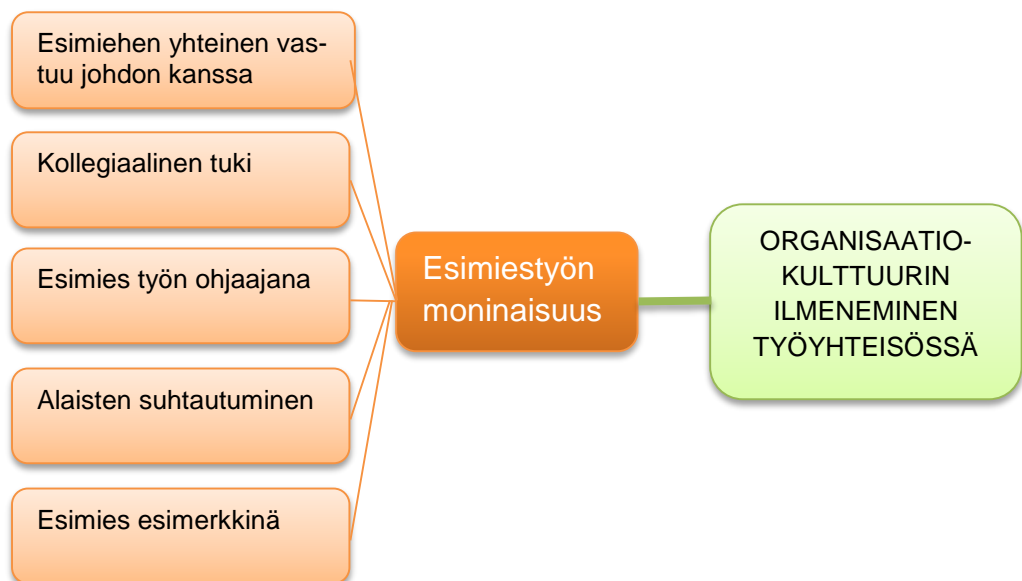 Esimiehen yhteinen vas-
tuu johdon kanssa
Kollegiaalinen tuki
Esimies työn ohjaajana
Alaisten suhtautuminen
Esimies esimerkkinä
Esimiestyön
moninaisuus
ORGANISAATIO-
KULTTUURIN
ILMENEMINEN
TYÖYHTEISÖSSÄ